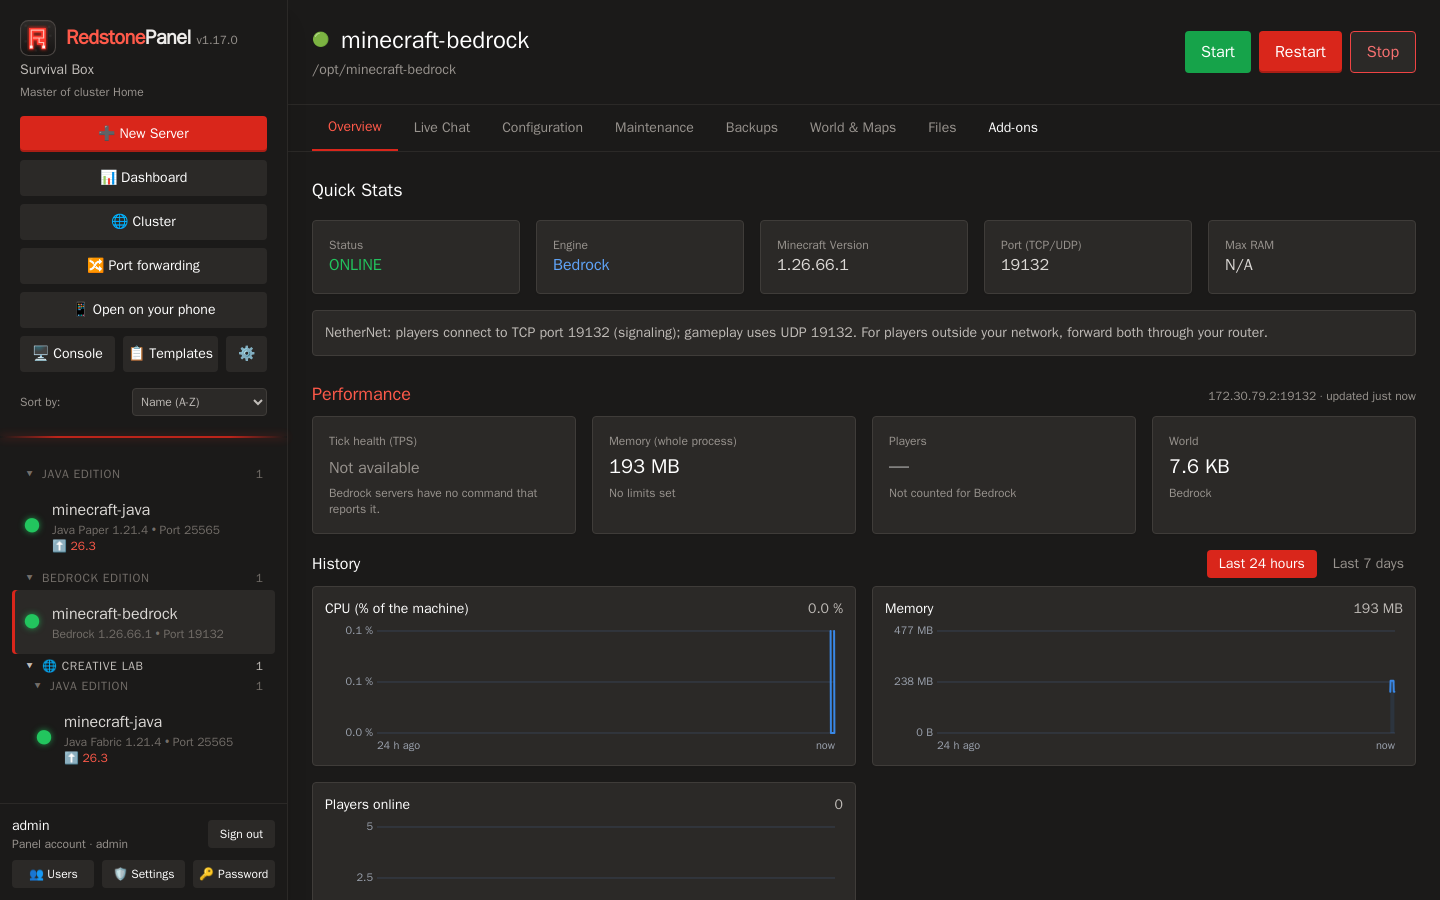 RedstonePanel v1.17.0
Survival Box
Master of cluster Home
➕ New Server
📊 Dashboard
🌐 Cluster
🔀 Port forwarding
📱 Open on your phone
🖥️ Console
📋 Templates
⚙️
Sort by:
Name (A-Z)
▼ JAVA EDITION 1
minecraft-java
Java Paper 1.21.4 • Port 25565
⬆️ 26.3
▼ BEDROCK EDITION 1
minecraft-bedrock
Bedrock 1.26.66.1 • Port 19132
▼ 🌐 CREATIVE LAB 1
▼ JAVA EDITION 1
minecraft-java
Java Fabric 1.21.4 • Port 25565
⬆️ 26.3
admin
Panel account · admin
Sign out
👥 Users
🛡️ Settings
🔑 Password
minecraft-bedrock
/opt/minecraft-bedrock
Start
Restart
Stop
Overview
Live Chat
Configuration
Maintenance
Backups
World & Maps
Files
Add-ons
Quick Stats
Status
ONLINE
Engine
Bedrock
Minecraft Version
1.26.66.1
Port (TCP/UDP)
19132
Max RAM
N/A
NetherNet: players connect to TCP port 19132 (signaling); gameplay uses UDP 19132. For players outside your network, forward both through your router.
Performance
172.30.79.2:19132 · updated just now
Tick health (TPS)
Not available
Bedrock servers have no command that
reports it.
Memory (whole process)
193 MB
No limits set
Players
—
Not counted for Bedrock
World
7.6 KB
Bedrock
History
Last 24 hours
Last 7 days
CPU (% of the machine)
0.0 %
0.1 %
0.1 %
0.0 %
24 h ago
now
Memory
193 MB
477 MB
238 MB
0 B
24 h ago
now
Players online
0
5
2.5